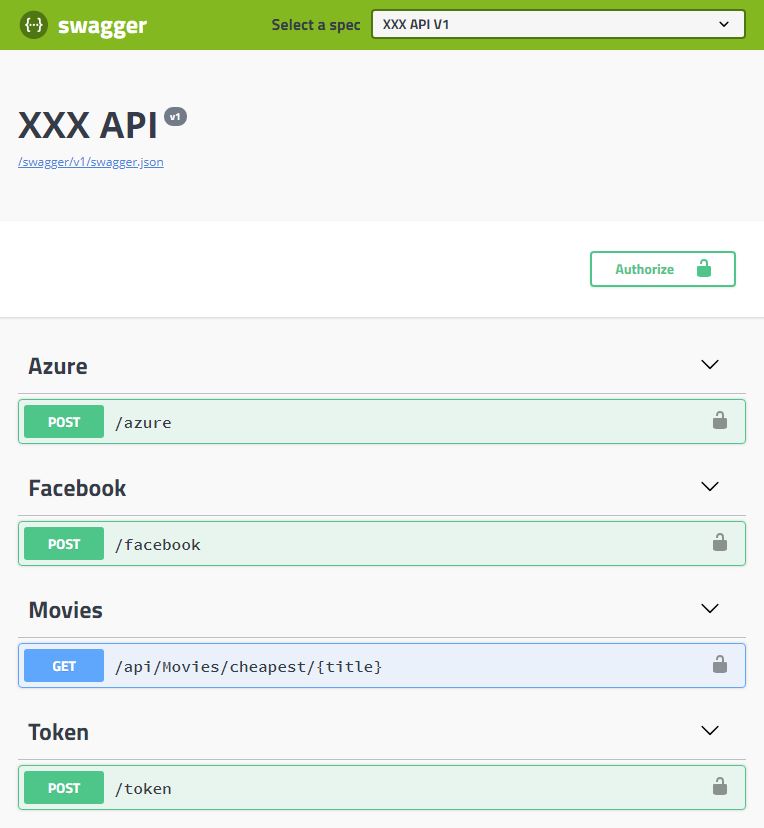 {···} swagger Select a spec XXX API V1
XXX API v1
/swagger/v1/swagger.json
Authorize
Azure
POST /azure
Facebook
POST /facebook
Movies
GET /api/Movies/cheapest/{title}
Token
POST /token